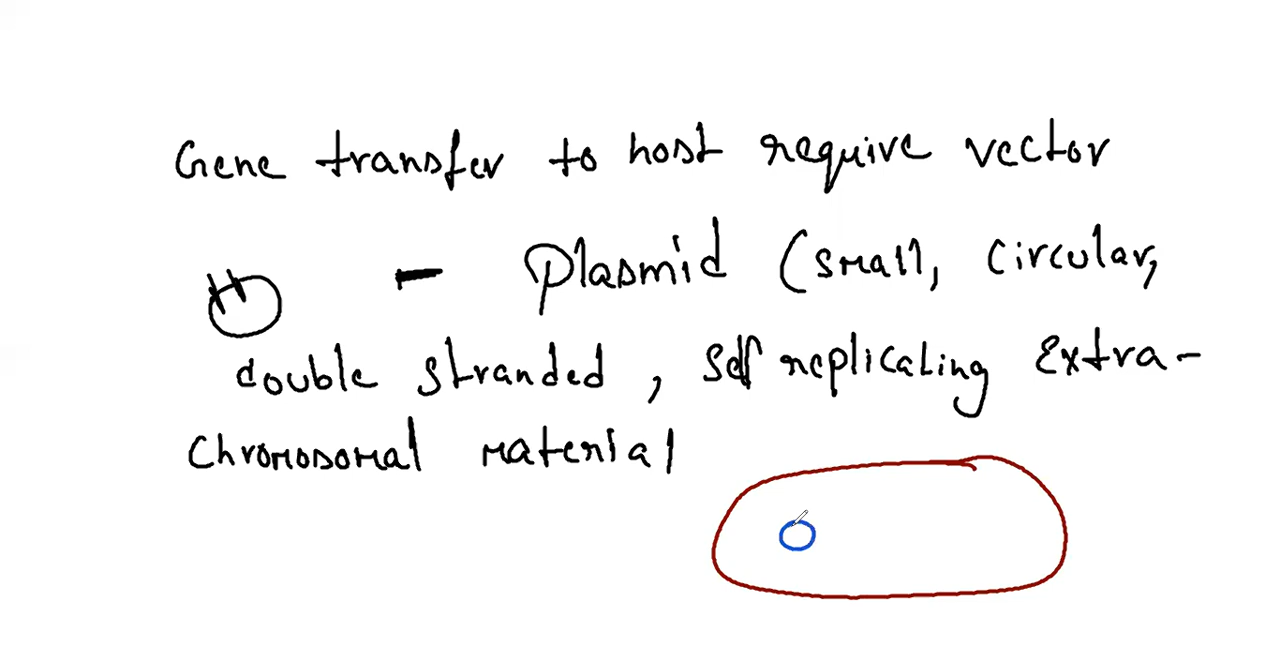 Gene transfer to host require vector
- Plasmid (small, circular,
double stranded, self replicating Extra-
chromosomal material